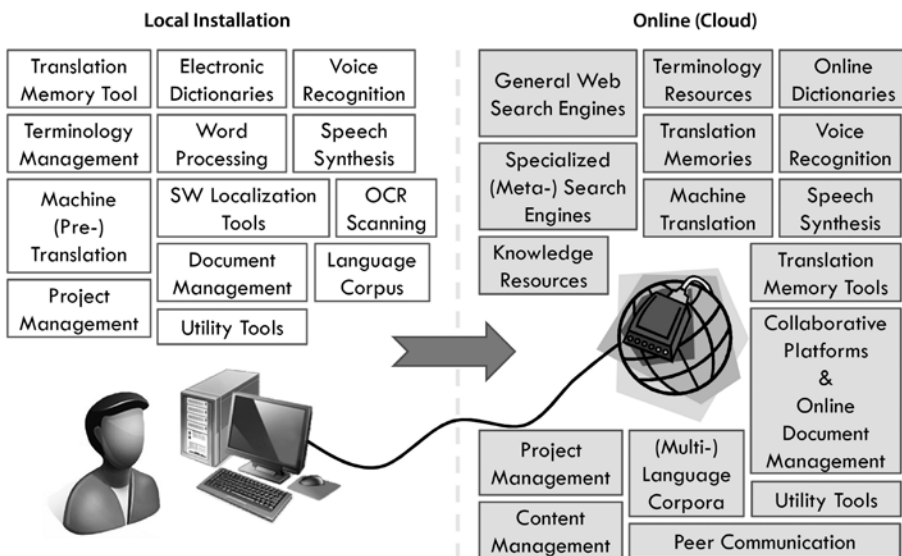 Local Installation
Translation
Memory Tool
Electronic
Dictionaries
Voice
Recognition
Terminology
Management
Word
Processing
Speech
Synthesis
Machine
(Pre-)
Translation
SW Localization
Tools
OCR
Scanning
Document
Management
Language
Corpus
Project
Management
Utility Tools
Online (Cloud)
General Web
Search Engines
Terminology
Resources
Online
Dictionaries
Translation
Memories
Voice
Recognition
Specialized
(Meta-) Search
Engines
Machine
Translation
Speech
Synthesis
Knowledge
Resources
Translation
Memory Tools
Collaborative
Platforms
&
Online
Document
Management
Project
Management
(Multi-)
Language
Corpora
Utility Tools
Content
Management
Peer Communication